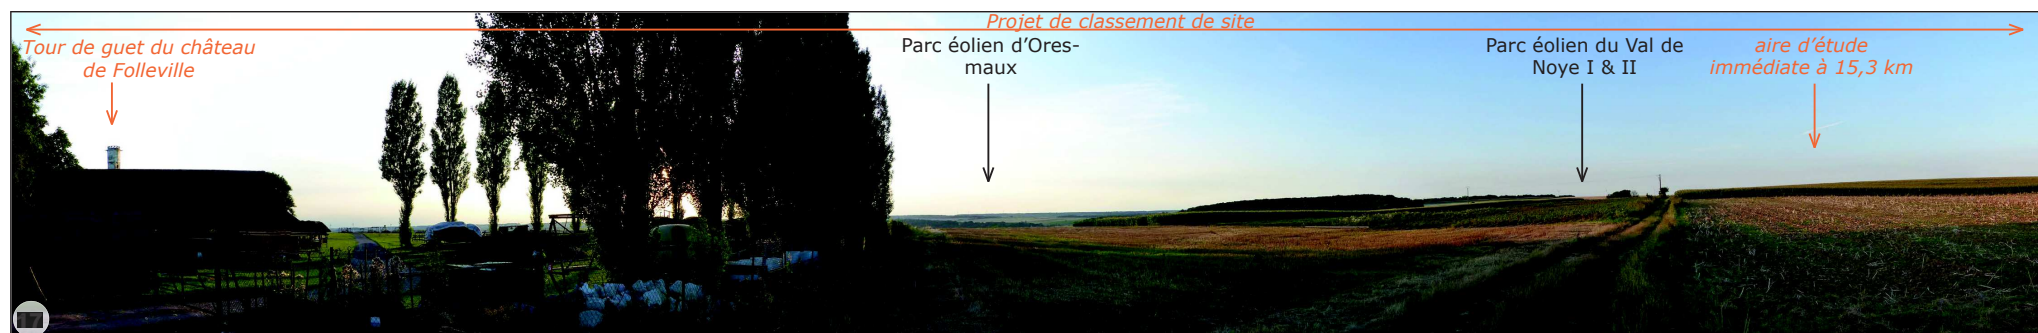 Projet de classement de site
Tour de guet du château
de Folleville
Parc éolien d'Ores-
maux
Parc éolien du Val de
Noye I & II
aire d'étude
immédiate à 15,3 km
17